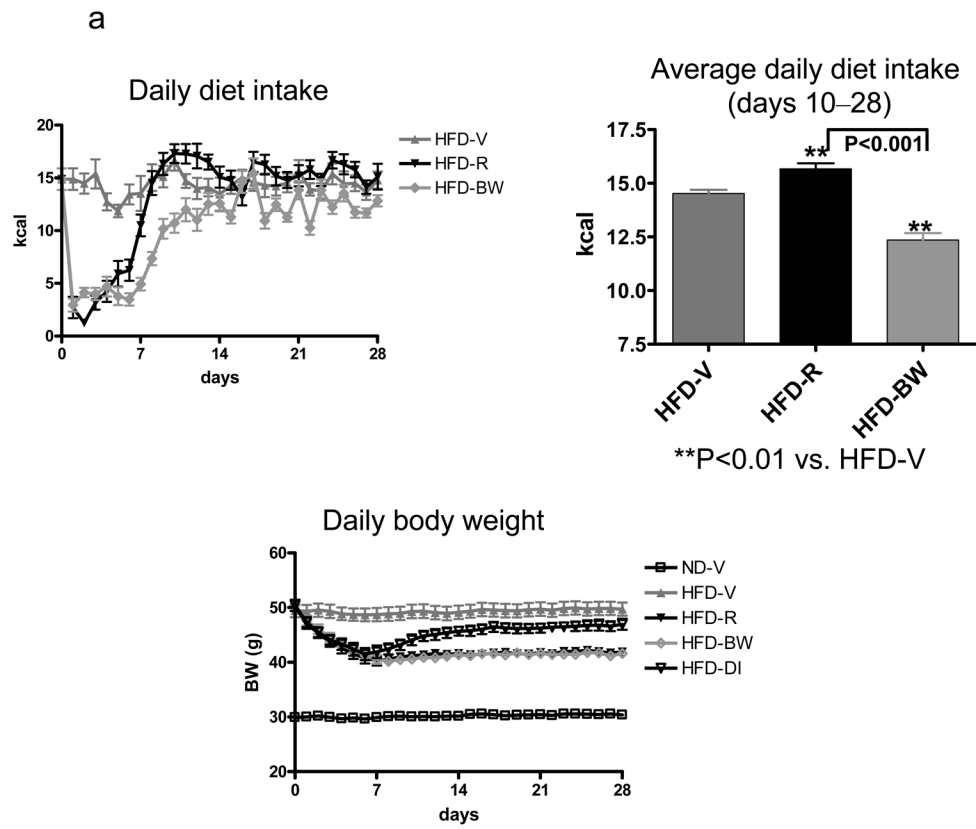 a
Daily diet intake
20
15
10
5
0
kcal
0 7 14 21 28
days
HFD-V
HFD-R
HFD-BW
Average daily diet intake
(days 10–28)
17.5
15.0
12.5
10.0
7.5
kcal
**
P<0.001
**
HFD-V
HFD-R
HFD-BW
**P<0.01 vs. HFD-V
Daily body weight
60
50
40
30
20
BW (g)
0 7 14 21 28
days
ND-V
HFD-V
HFD-R
HFD-BW
HFD-DI